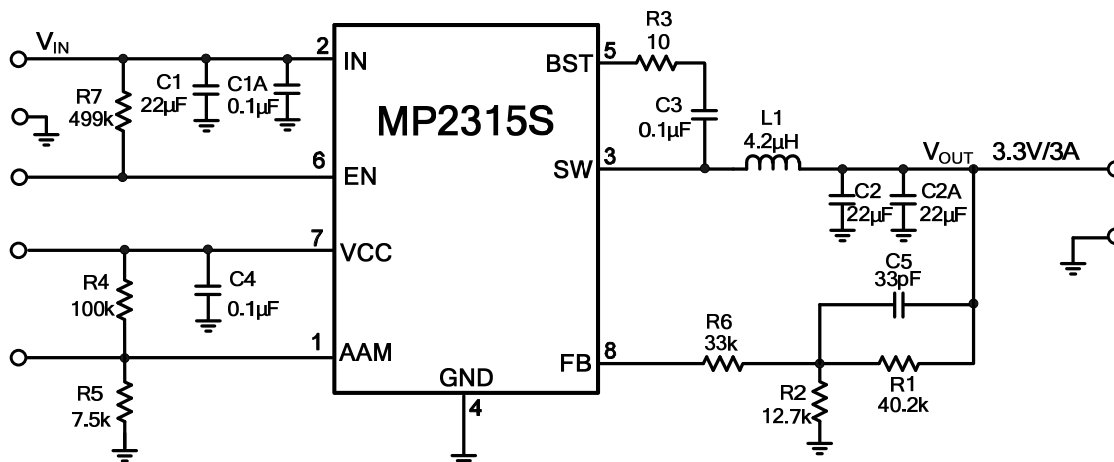 V_IN
R7
499k
C1
22µF
C1A
0.1µF
2
IN
6
EN
7
VCC
R4
100k
C4
0.1µF
1
AAM
R5
7.5k
MP2315S
GND
4
5
BST
R3
10
C3
0.1µF
3
SW
L1
4.2µH
V_OUT
3.3V/3A
C2
22µF
C2A
22µF
C5
33pF
8
FB
R6
33k
R2
12.7k
R1
40.2k